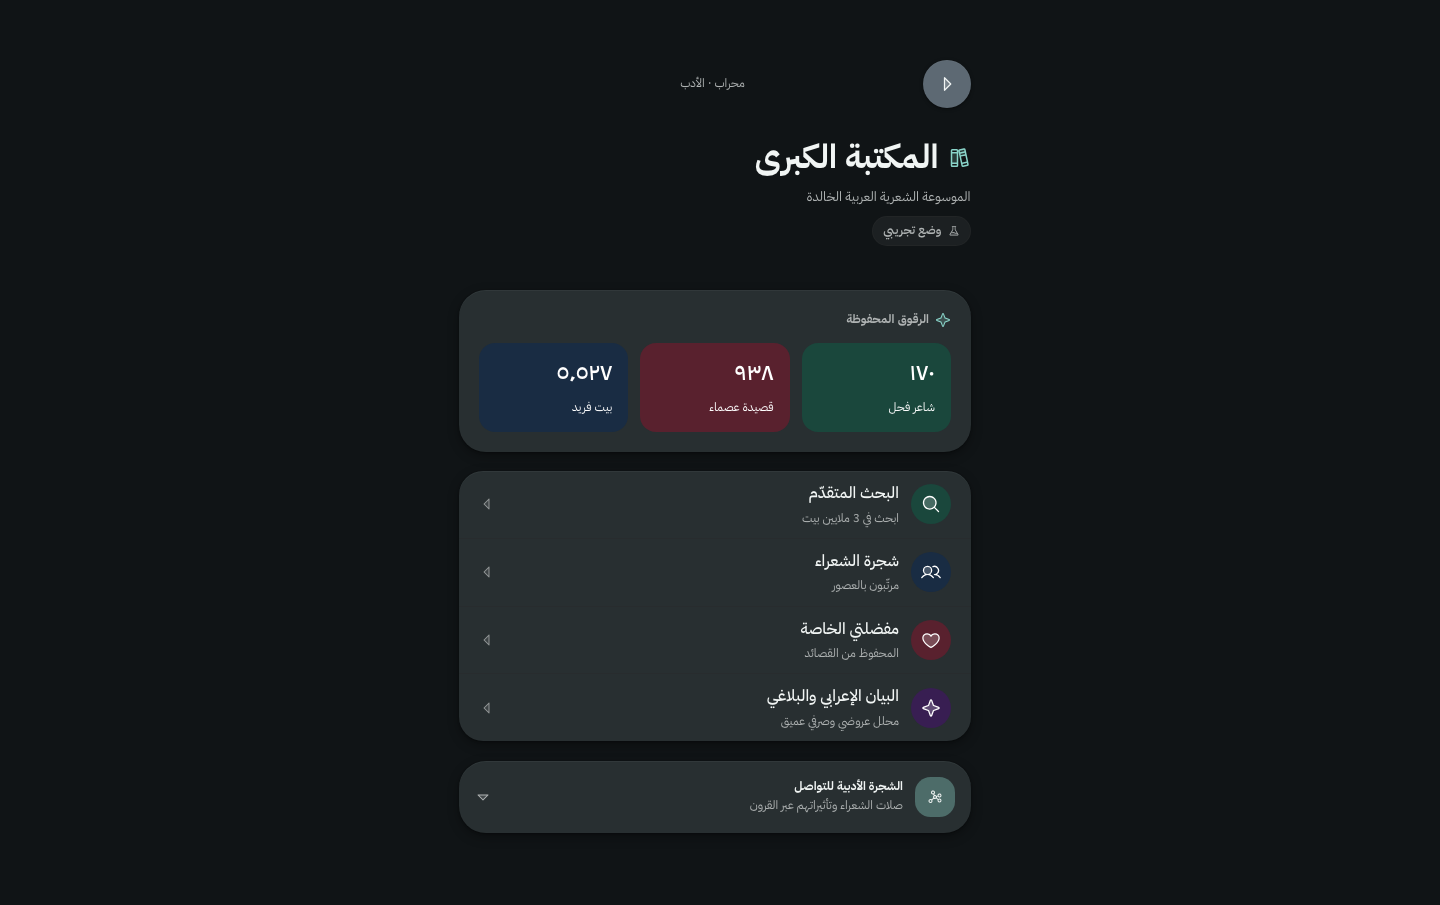 محراب · الأدب
المكتبة الكبرى
الموسوعة الشعرية العربية الخالدة
وضع تجريبي
الرقوق المحفوظة
١٧٠
شاعر فحل
٩٣٨
قصيدة عصماء
٥,٥٢٧
بيت فريد
البحث المتقدّم
ابحث في 3 ملايين بيت
شجرة الشعراء
مرتّبون بالعصور
مفضلتي الخاصة
المحفوظ من القصائد
البيان الإعرابي والبلاغي
محلل عروضي وصرفي عميق
الشجرة الأدبية للتواصل
صلات الشعراء وتأثيراتهم عبر القرون